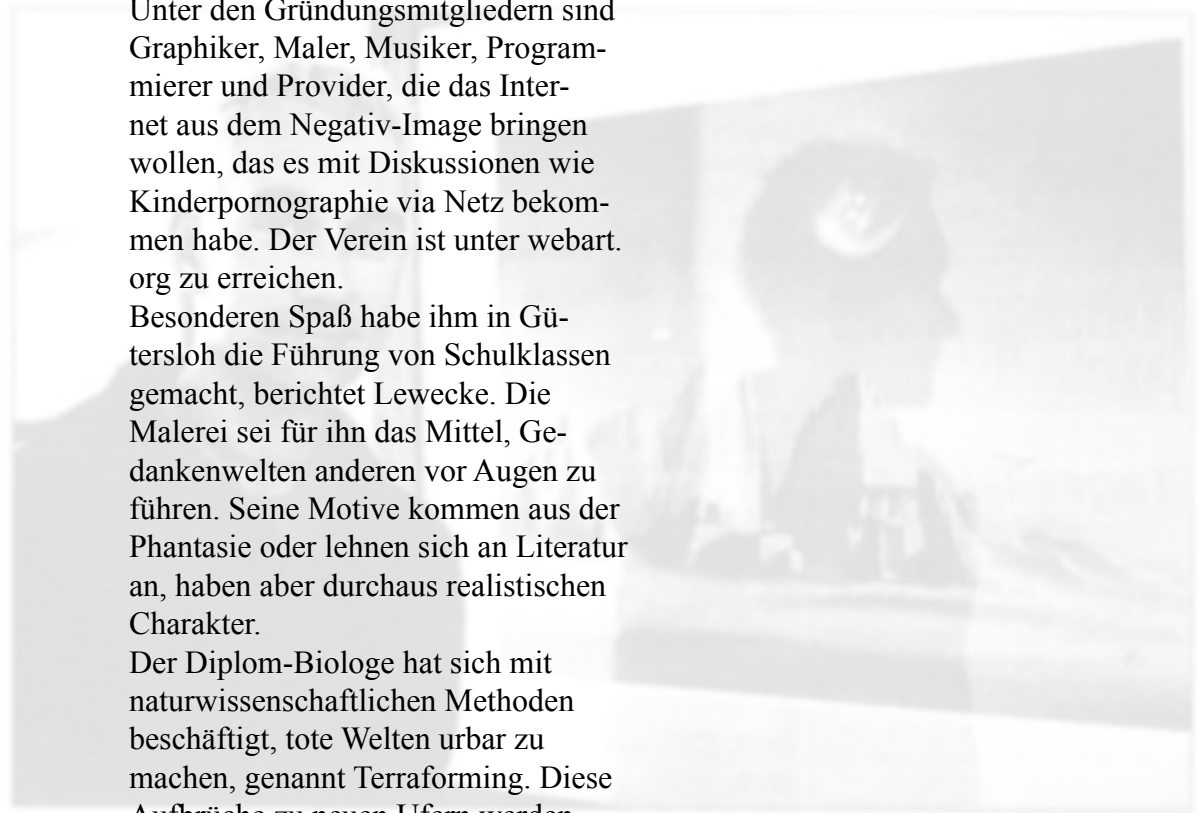 Unter den Gründungsmitgliedern sind
Graphiker, Maler, Musiker, Program-
mierer und Provider, die das Inter-
net aus dem Negativ-Image bringen
wollen, das es mit Diskussionen wie
Kinderpornographie via Netz bekom-
men habe. Der Verein ist unter webart.
org zu erreichen.
Besonderen Spaß habe ihm in Gü-
tersloh die Führung von Schulklassen
gemacht, berichtet Lewecke. Die
Malerei sei für ihn das Mittel, Ge-
dankenwelten anderen vor Augen zu
führen. Seine Motive kommen aus der
Phantasie oder lehnen sich an Literatur
an, haben aber durchaus realistischen
Charakter.
Der Diplom-Biologe hat sich mit
naturwissenschaftlichen Methoden
beschäftigt, tote Welten urbar zu
machen, genannt Terraforming. Diese
Aufbrüche zu neuen Ufern werden